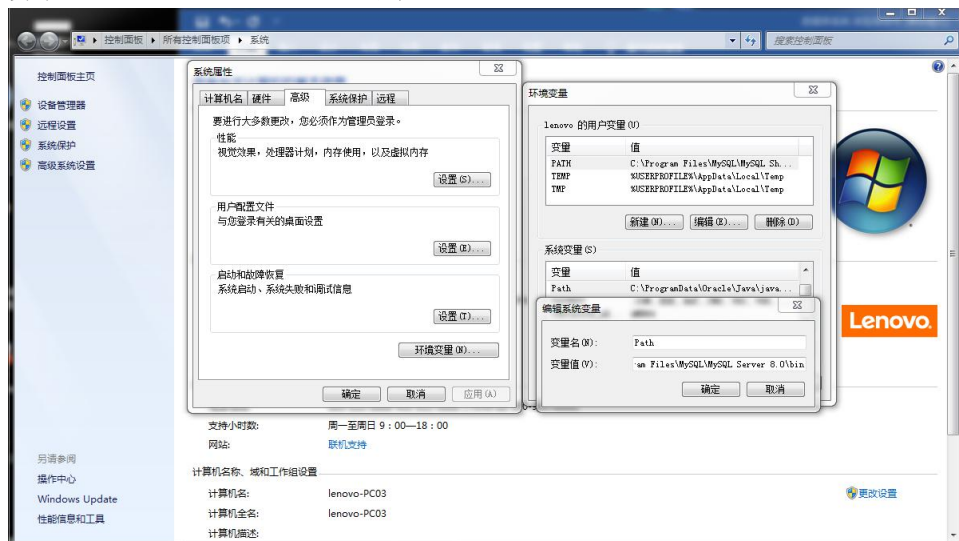 控制面板 ▸ 所有控制面板项 ▸ 系统
搜索控制面板
控制面板主页
设备管理器
远程设置
系统保护
高级系统设置
另请参阅
操作中心
Windows Update
性能信息和工具
系统属性
计算机名 硬件 高级 系统保护 远程
要进行大多数更改，您必须作为管理员登录。
性能
视觉效果，处理器计划，内存使用，以及虚拟内存
设置(S)...
用户配置文件
与您登录有关的桌面设置
设置(E)...
启动和故障恢复
系统启动、系统失败和调试信息
设置(T)...
环境变量(N)...
确定 取消 应用(A)
环境变量
lenovo 的用户变量(U)
变量 值
PATH C:\Program Files\MySQL\MySQL Sh...
TEMP %USERPROFILE%\AppData\Local\Temp
TMP %USERPROFILE%\AppData\Local\Temp
新建(N)... 编辑(E)... 删除(D)
系统变量(S)
变量 值
Path C:\ProgramData\Oracle\Java\java...
编辑系统变量
变量名(N): Path
变量值(V): am Files\MySQL\MySQL Server 8.0\bin
确定 取消
Lenovo.
支持小时数: 周一至周日 9：00—18：00
网站: 联机支持
计算机名称、域和工作组设置
计算机名: lenovo-PC03
更改设置
计算机全名: lenovo-PC03
计算机描述: